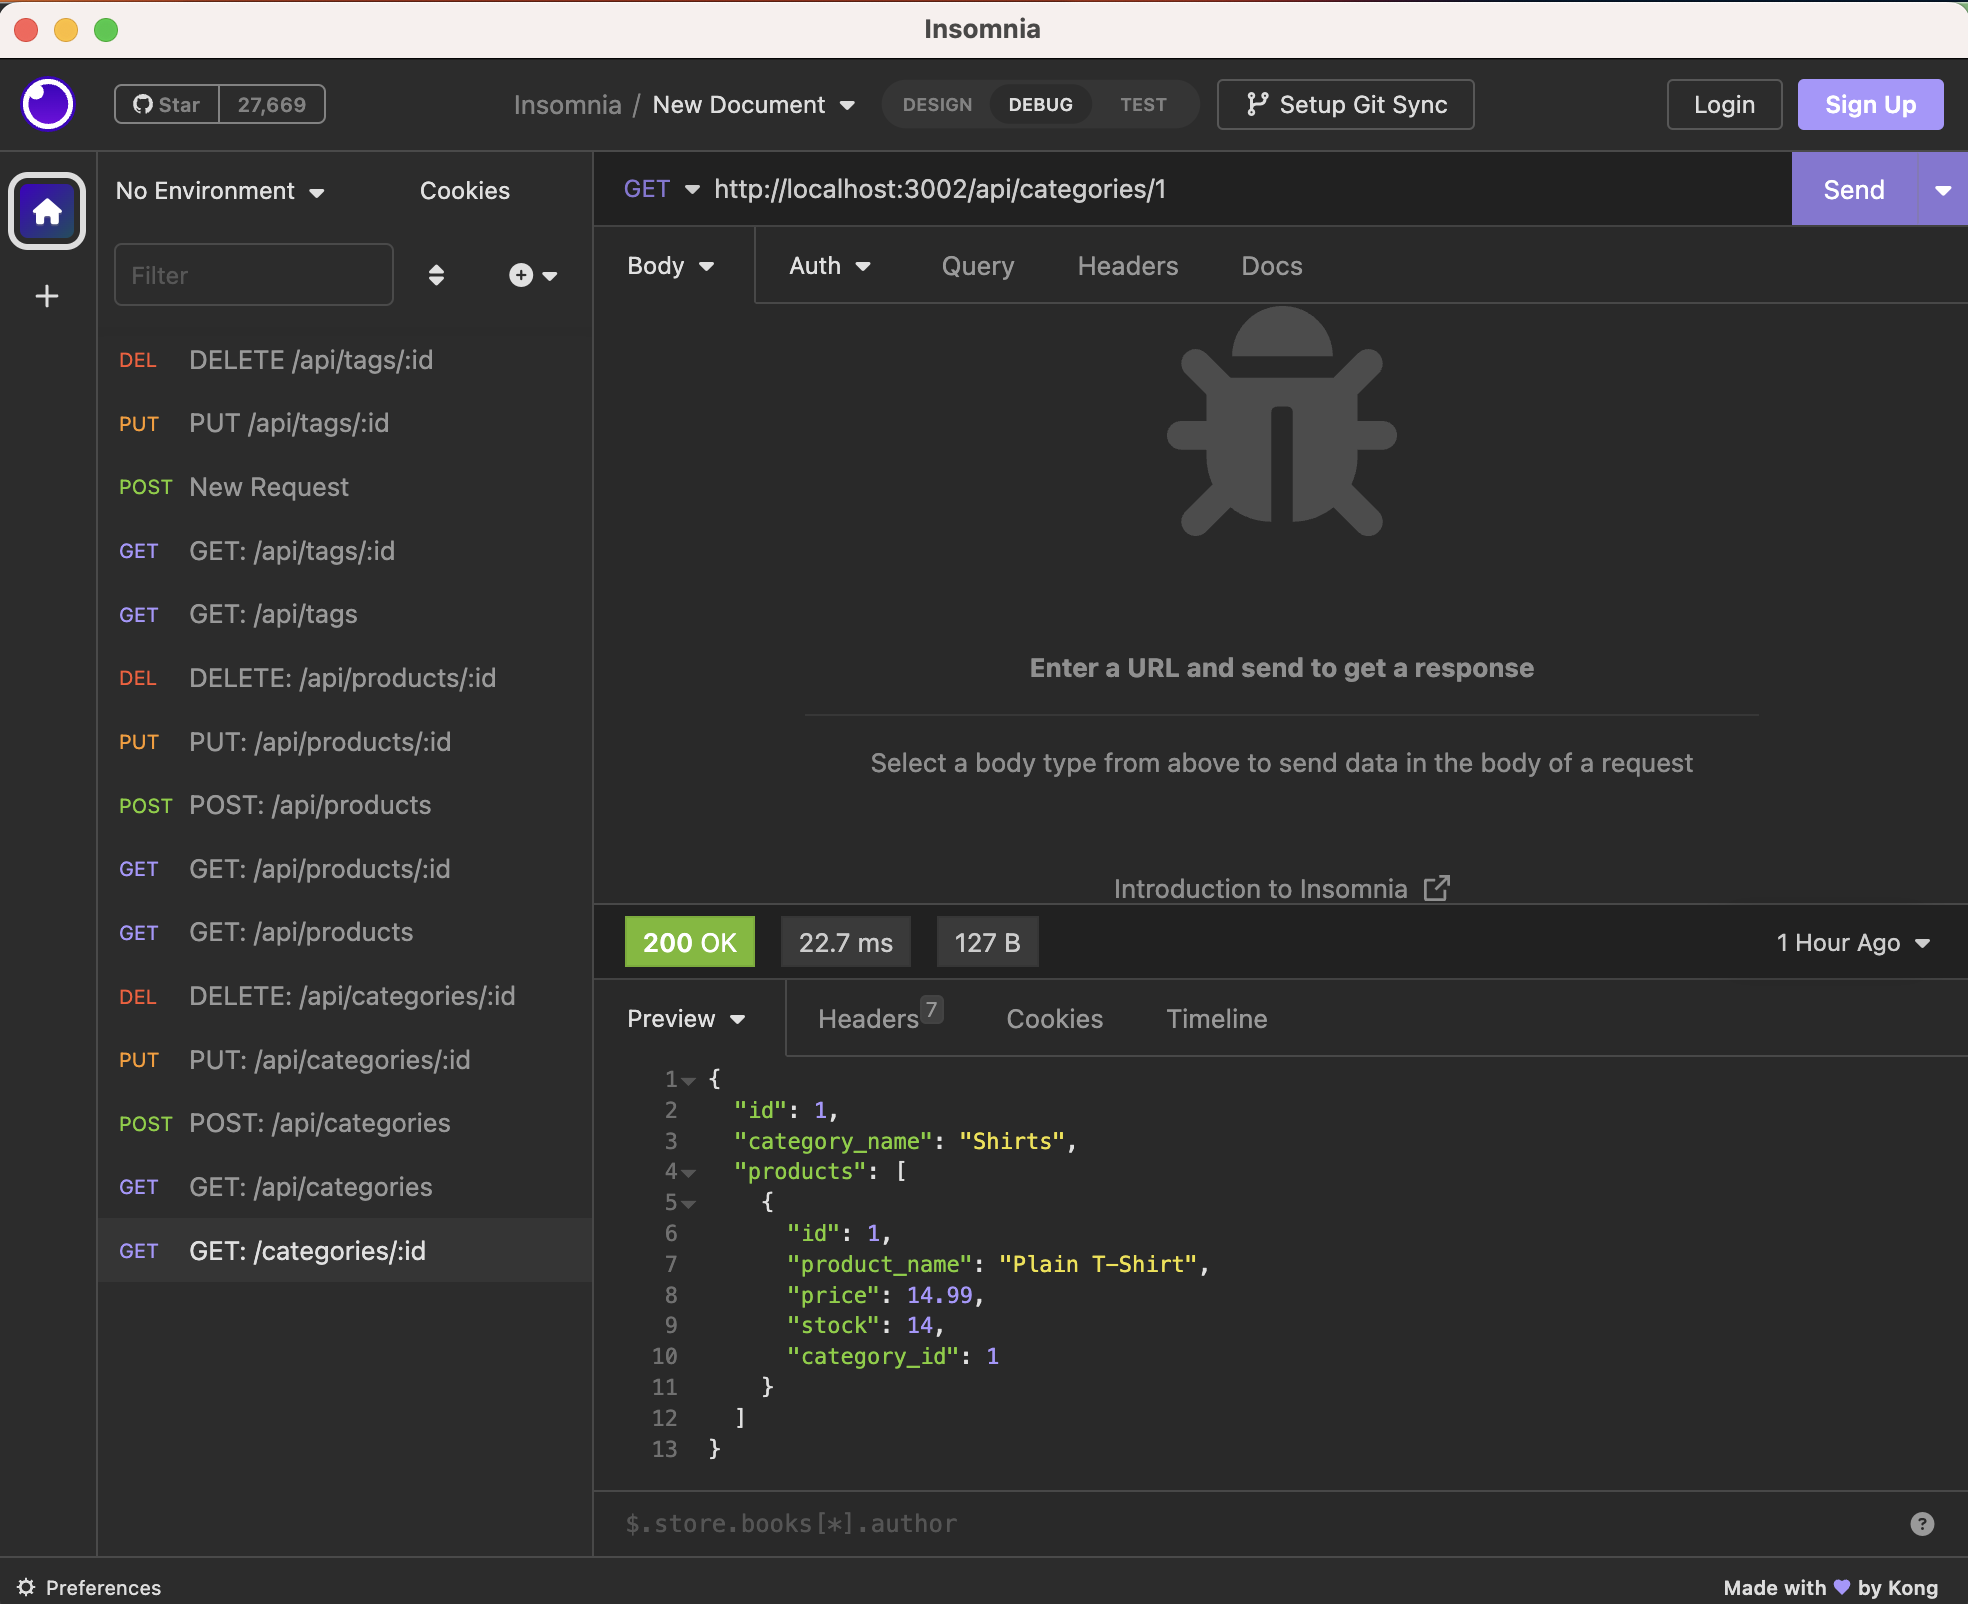 Insomnia
Star 27,669
Insomnia / New Document
DESIGN DEBUG TEST
Setup Git Sync
Login
Sign Up
No Environment
Cookies
Filter
DEL DELETE /api/tags/:id
PUT PUT /api/tags/:id
POST New Request
GET GET: /api/tags/:id
GET GET: /api/tags
DEL DELETE: /api/products/:id
PUT PUT: /api/products/:id
POST POST: /api/products
GET GET: /api/products/:id
GET GET: /api/products
DEL DELETE: /api/categories/:id
PUT PUT: /api/categories/:id
POST POST: /api/categories
GET GET: /api/categories
GET GET: /categories/:id
GET http://localhost:3002/api/categories/1
Send
Body Auth Query Headers Docs
Enter a URL and send to get a response
Select a body type from above to send data in the body of a request
Introduction to Insomnia
200 OK 22.7 ms 127 B
1 Hour Ago
Preview Headers 7 Cookies Timeline
1 {
2 "id": 1,
3 "category_name": "Shirts",
4 "products": [
5 {
6 "id": 1,
7 "product_name": "Plain T-Shirt",
8 "price": 14.99,
9 "stock": 14,
10 "category_id": 1
11 }
12 ]
13 }
$.store.books[*].author
?
Preferences
Made with 💜 by Kong